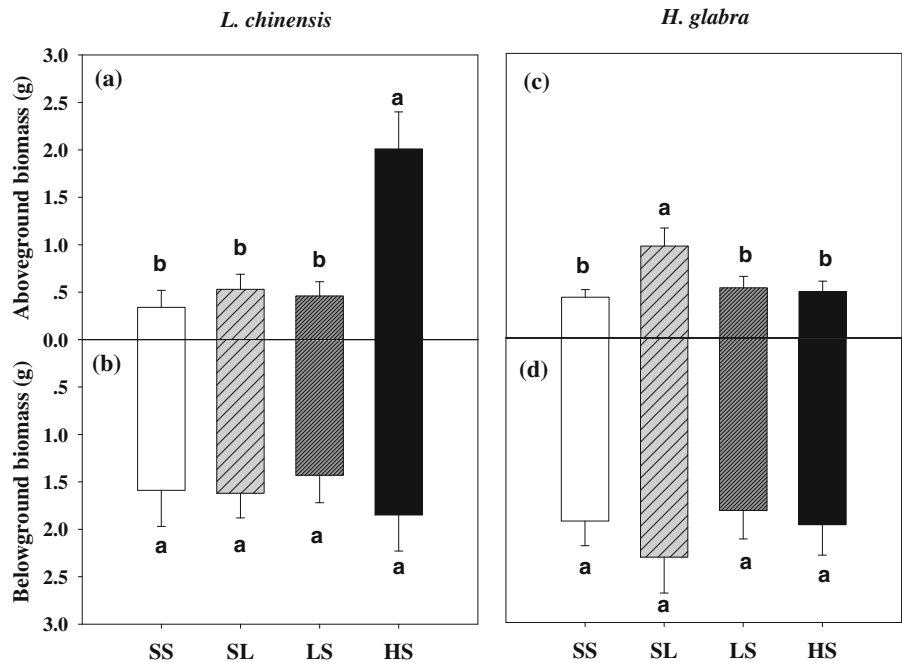 L. chinensis
H. glabra
Aboveground biomass (g)
3.0
2.5
2.0
1.5
1.0
.5
0.0
(a)
b
b
b
a
(c)
b
a
b
b
Belowground biomass (g)
.5
1.0
1.5
2.0
2.5
3.0
(b)
a
a
a
a
(d)
a
a
a
a
SS SL LS HS
SS SL LS HS